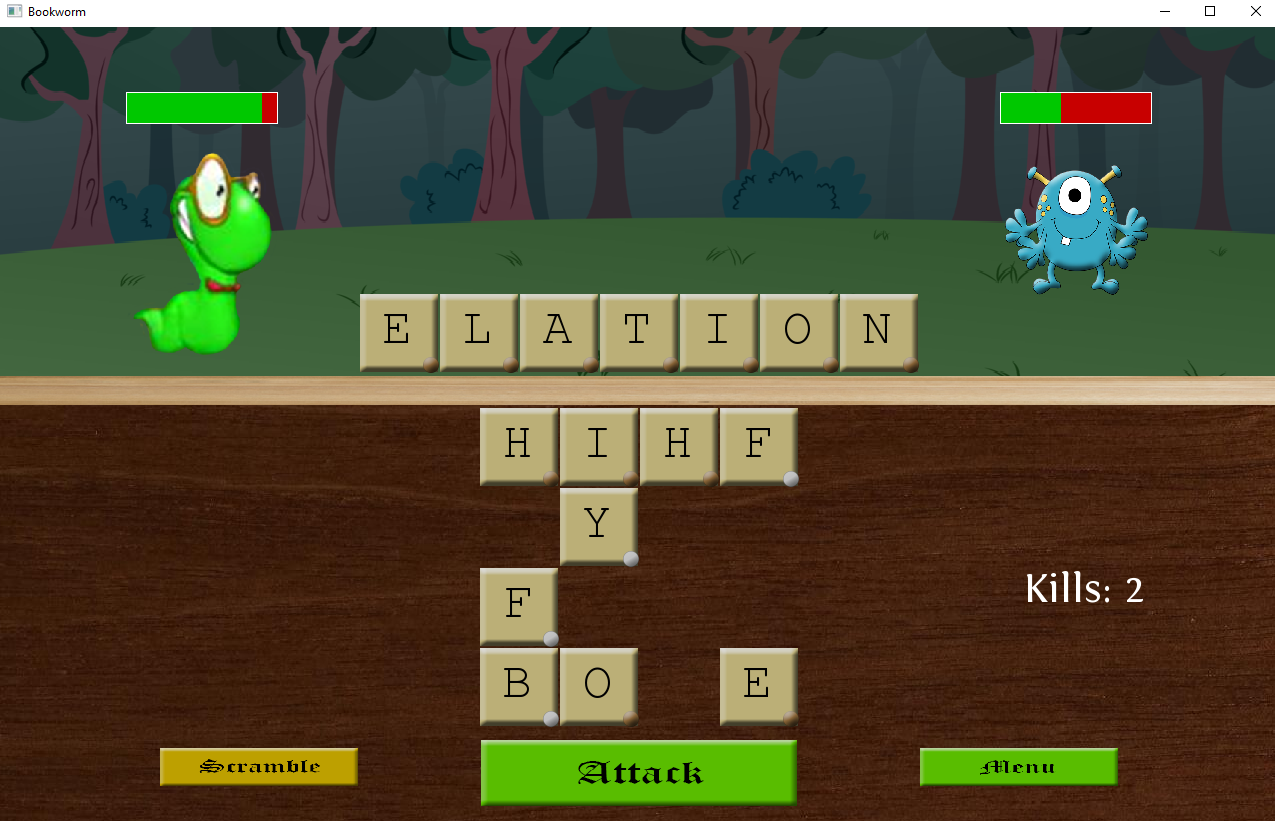 Bookworm
E L A T I O N
H I H F
Y
F
B O E
Kills: 2
Scramble Attack Menu